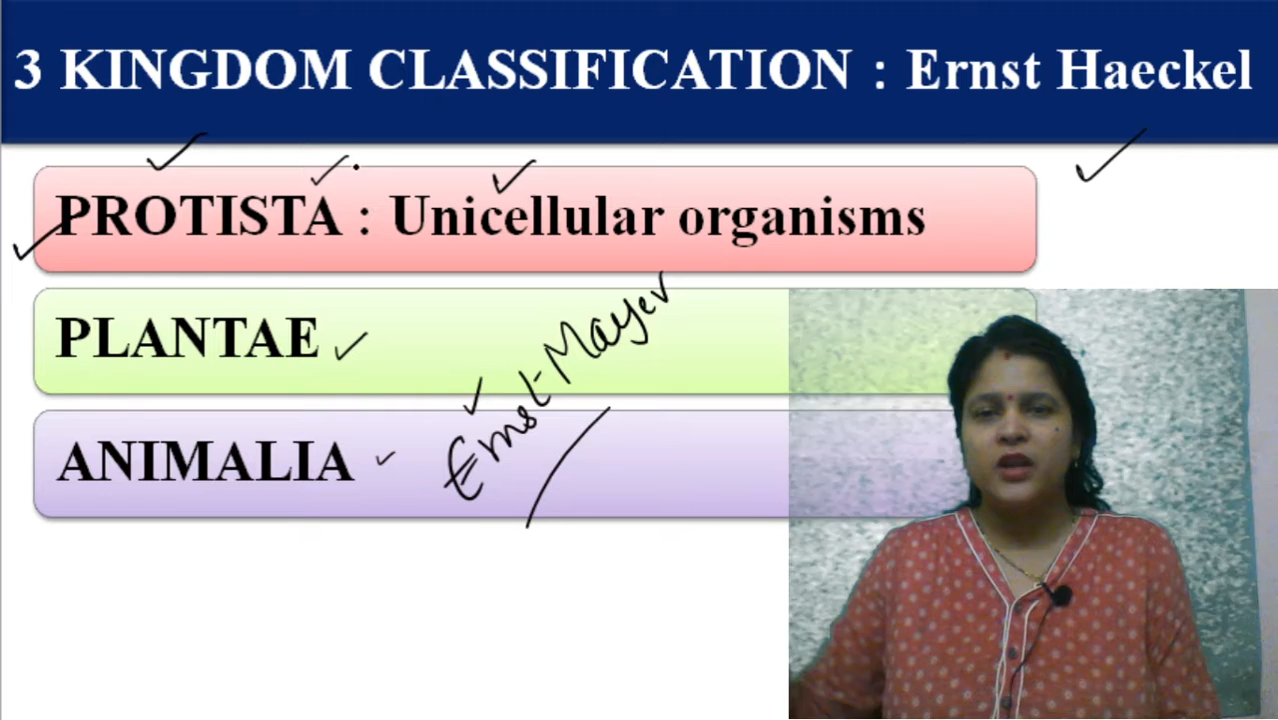 3 KINGDOM CLASSIFICATION : Ernst Haeckel
PROTISTA : Unicellular organisms
PLANTAE
ANIMALIA
Ernst-Mayer